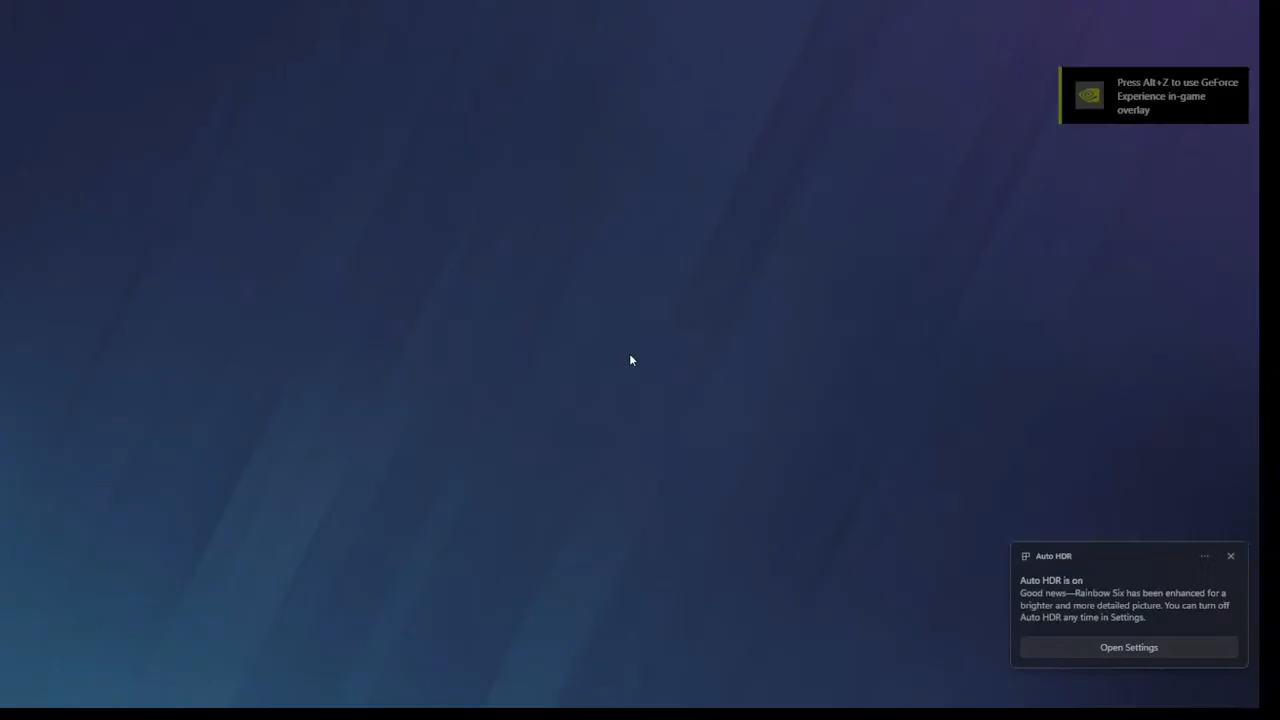 Press Alt+Z to use GeForce
Experience in-game
overlay
Auto HDR
Auto HDR is on
Good news—Rainbow Six has been enhanced for a
brighter and more detailed picture. You can turn off
Auto HDR any time in Settings.
Open Settings